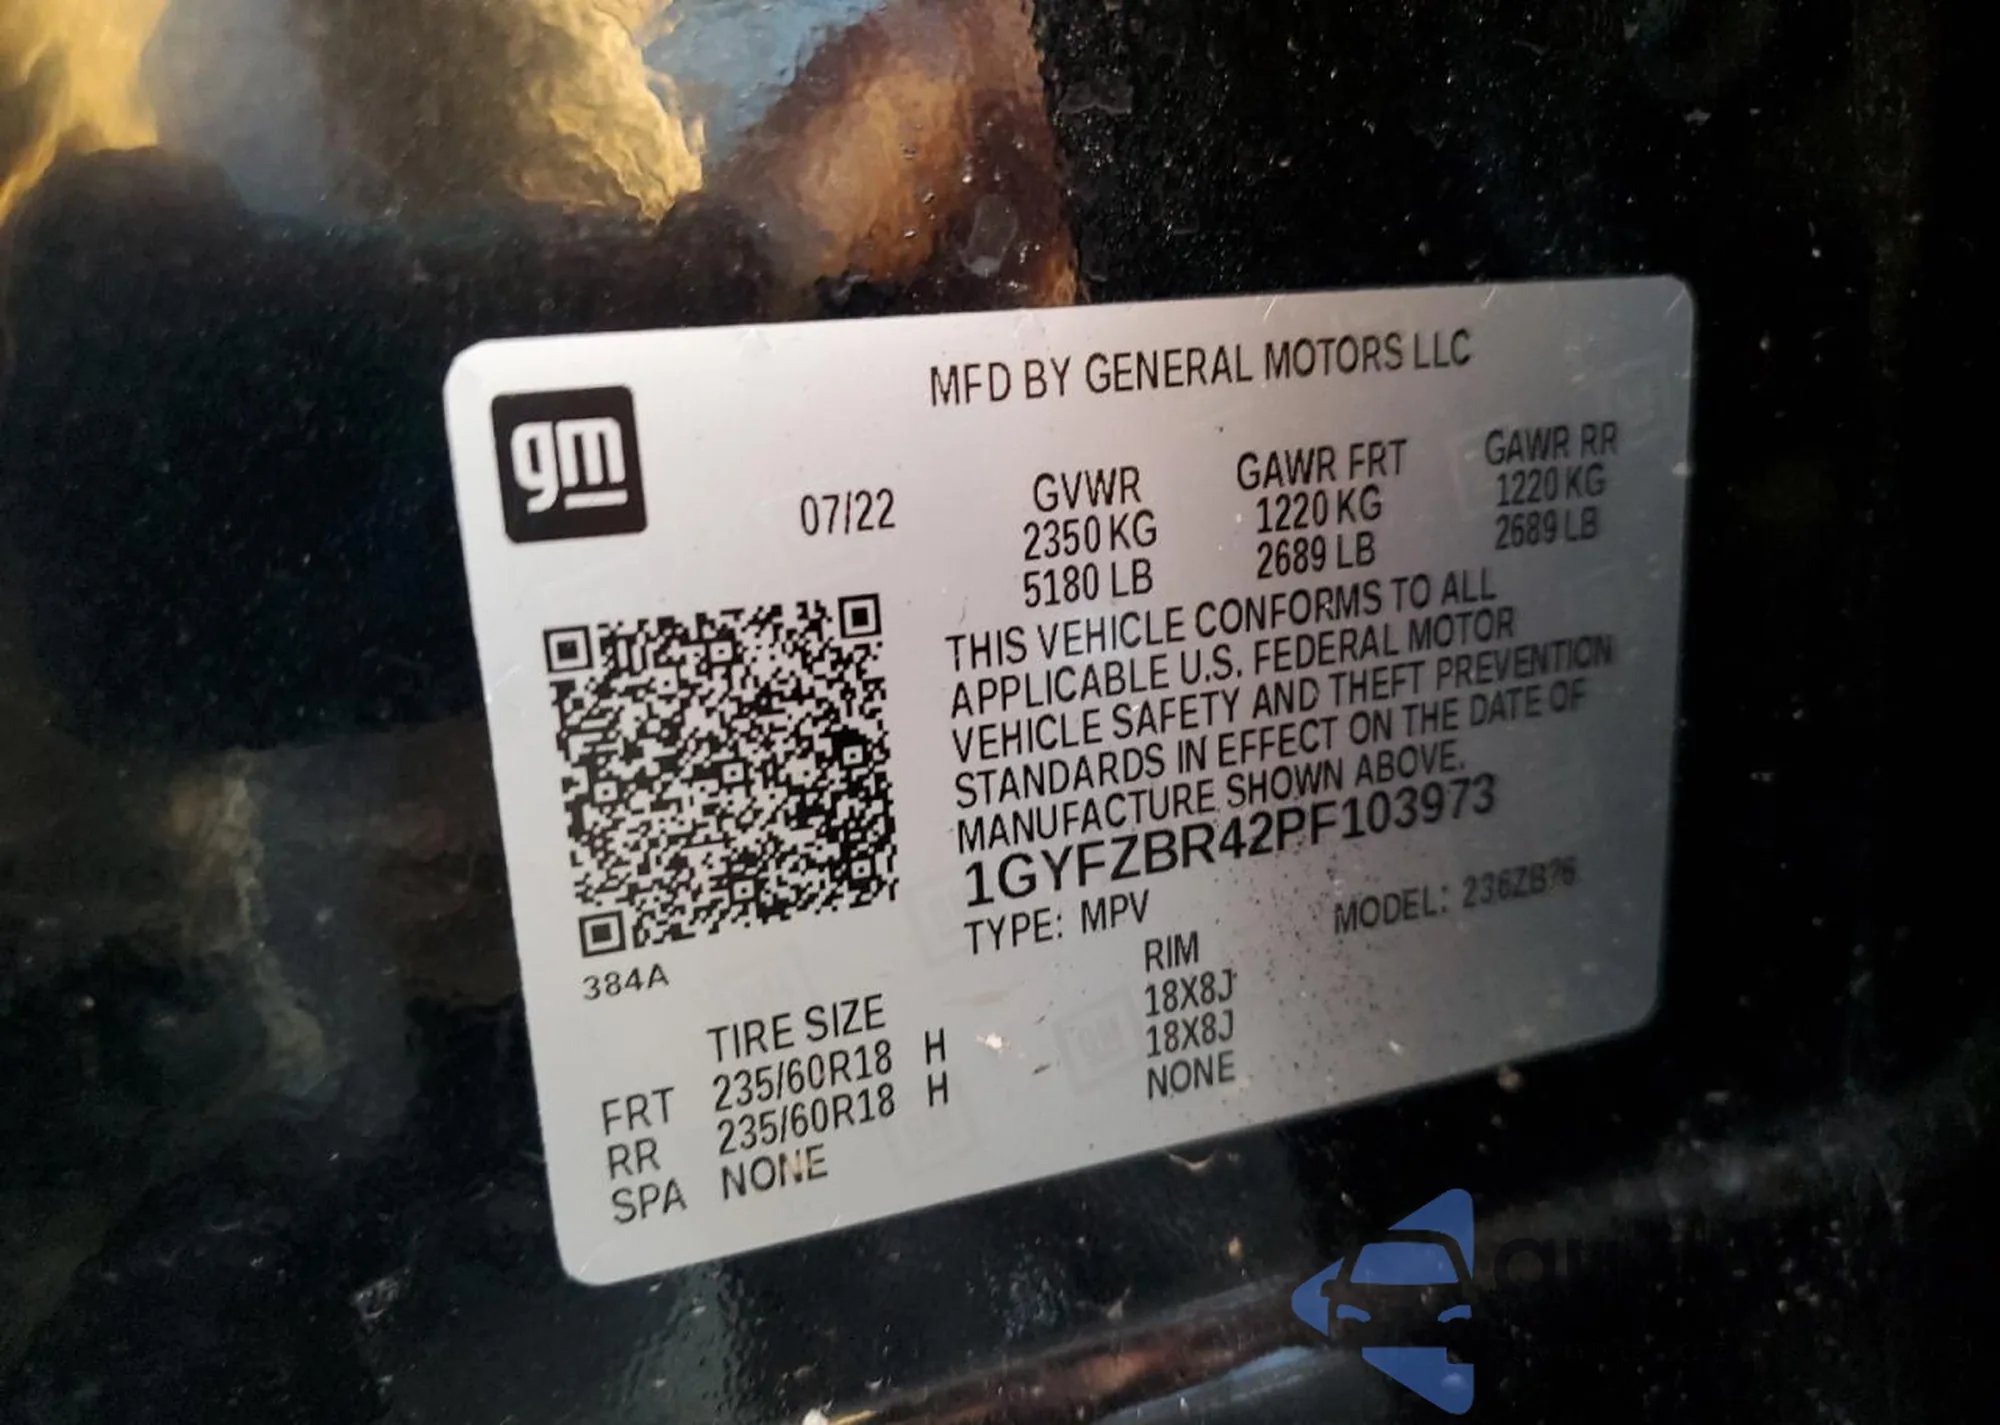 MFD BY GENERAL MOTORS LLC
gm
07/22
GVWR
2350 KG
5180 LB
GAWR FRT
1220 KG
2689 LB
GAWR RR
1220 KG
2689 LB
THIS VEHICLE CONFORMS TO ALL
APPLICABLE U.S. FEDERAL MOTOR
VEHICLE SAFETY AND THEFT PREVENTION
STANDARDS IN EFFECT ON THE DATE OF
MANUFACTURE SHOWN ABOVE.
1GYFZBR42PF103973
TYPE: MPV
MODEL:
384A
TIRE SIZE
RIM
FRT 235/60R18 H 18X8J
RR 235/60R18 H 18X8J
SPA NONE NONE